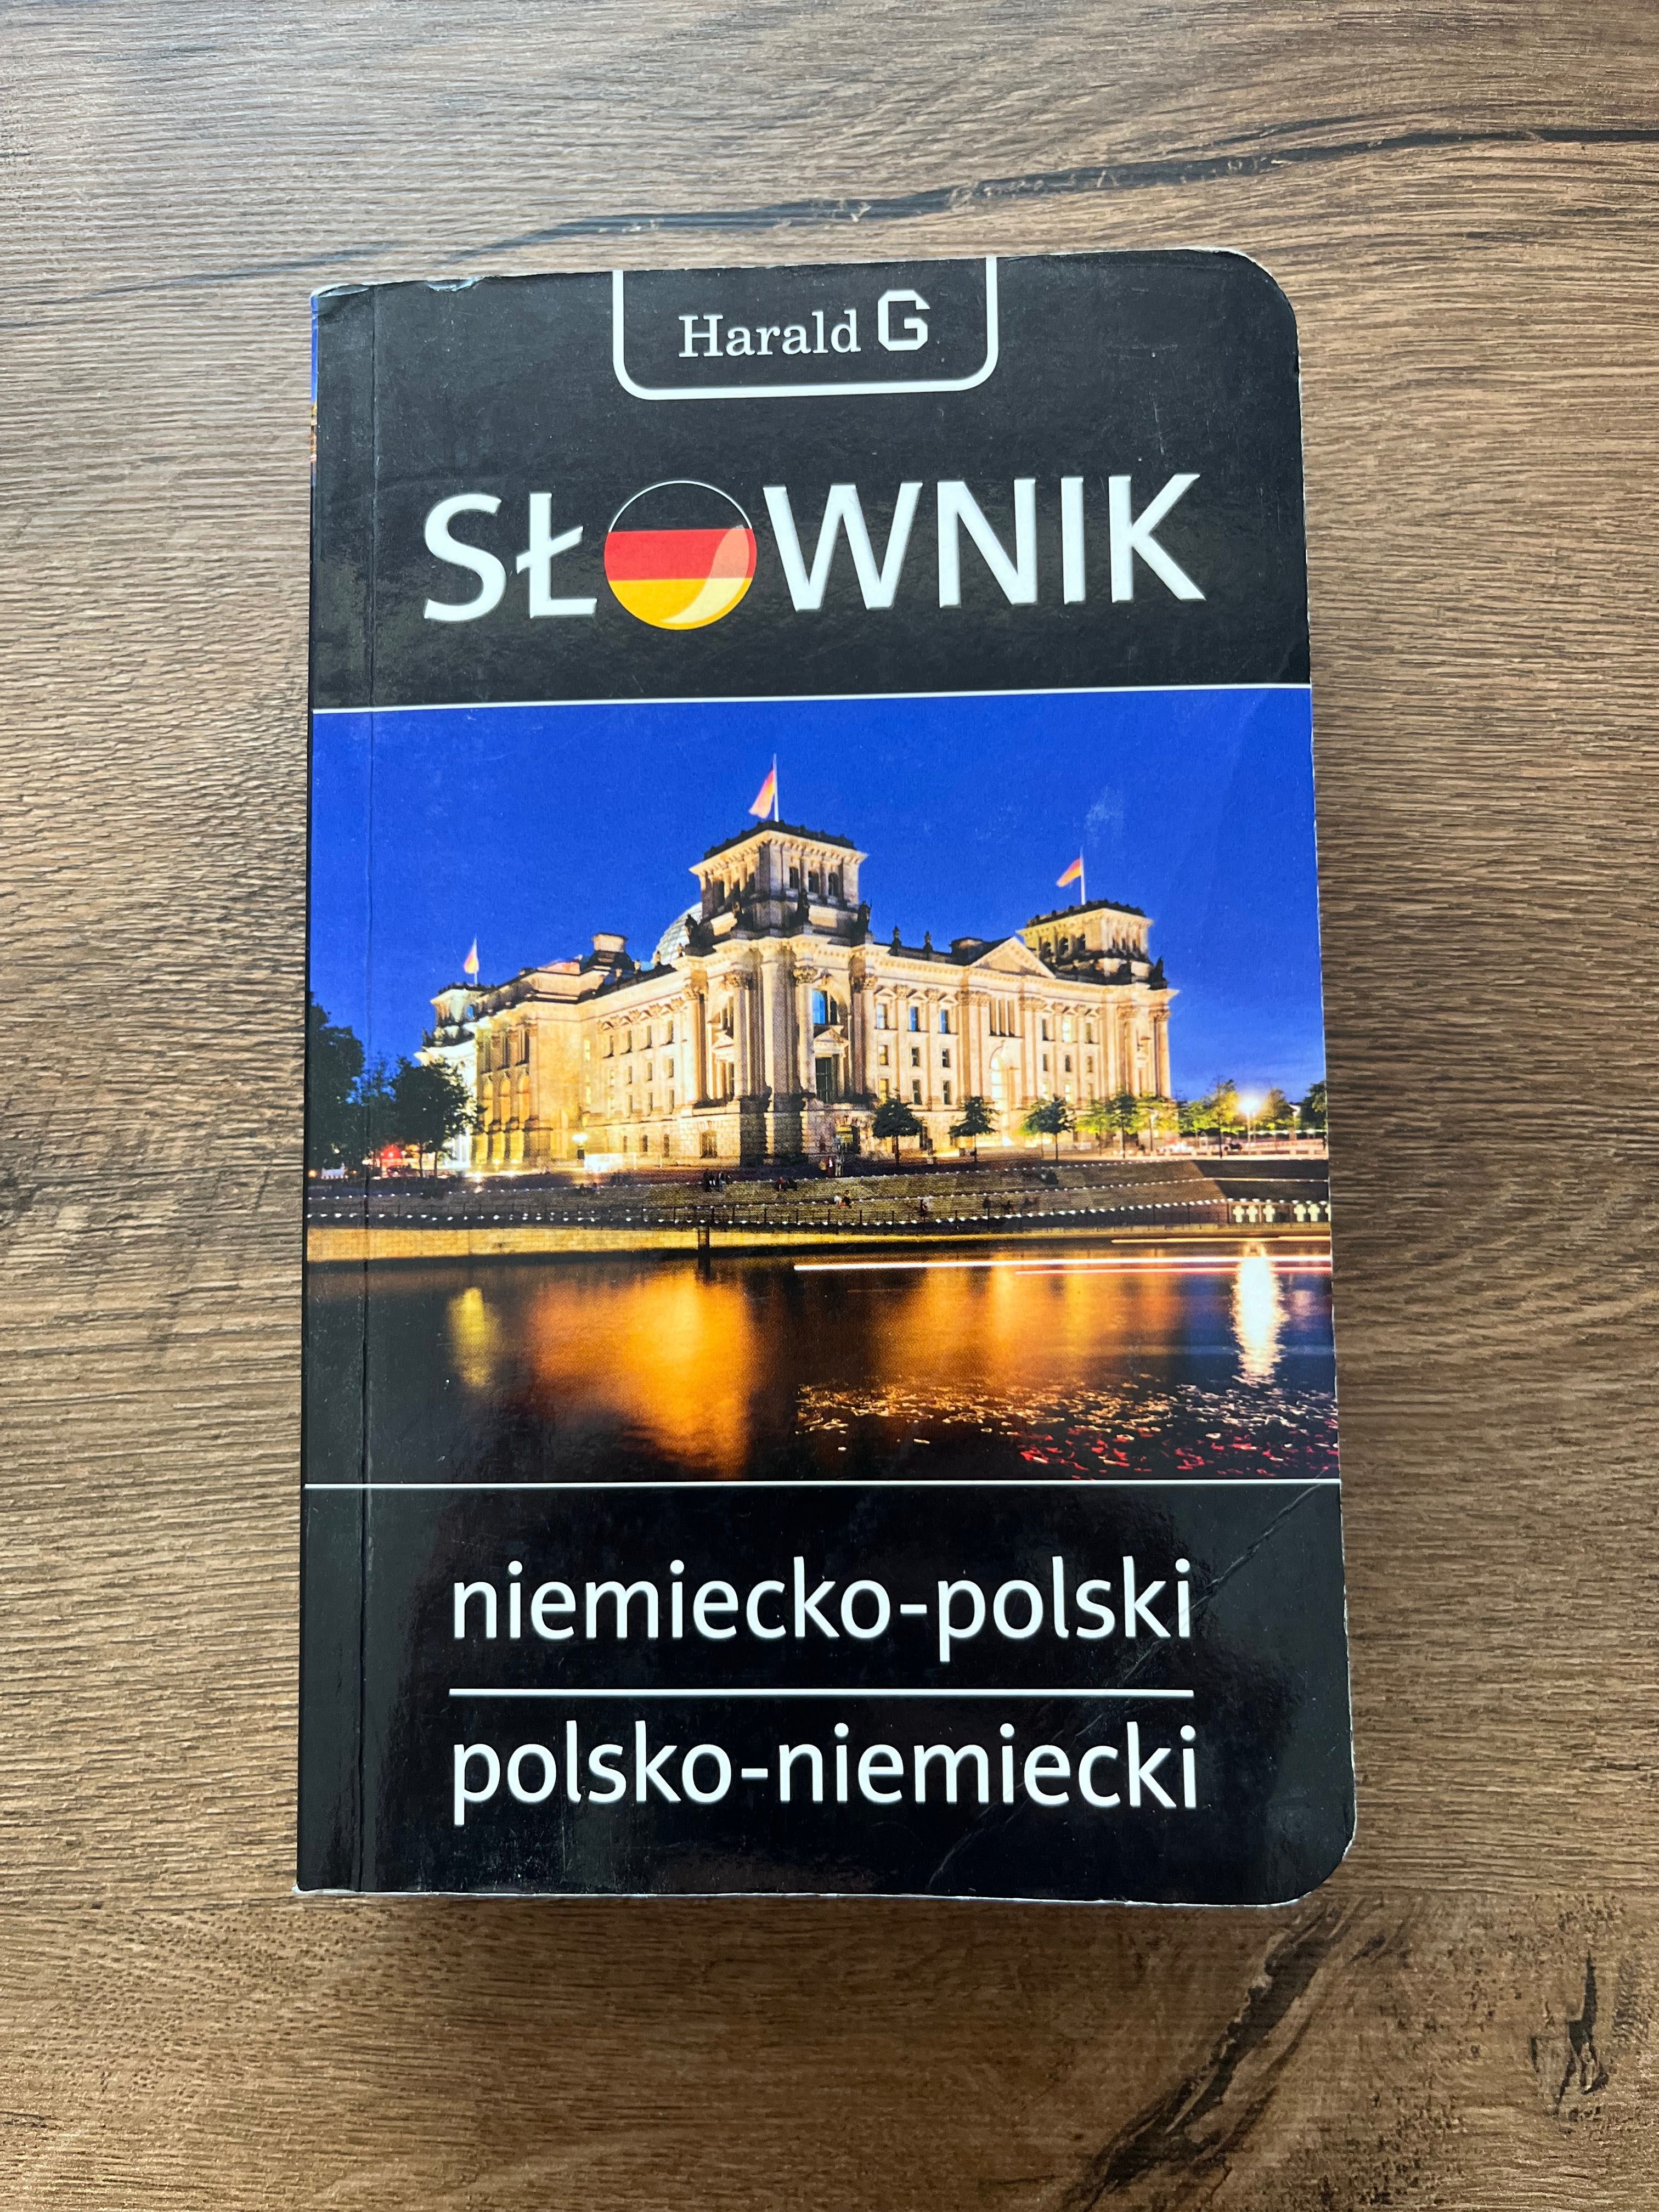 Harald G
SŁOWNIK
niemiecko-polski
polsko-niemiecki